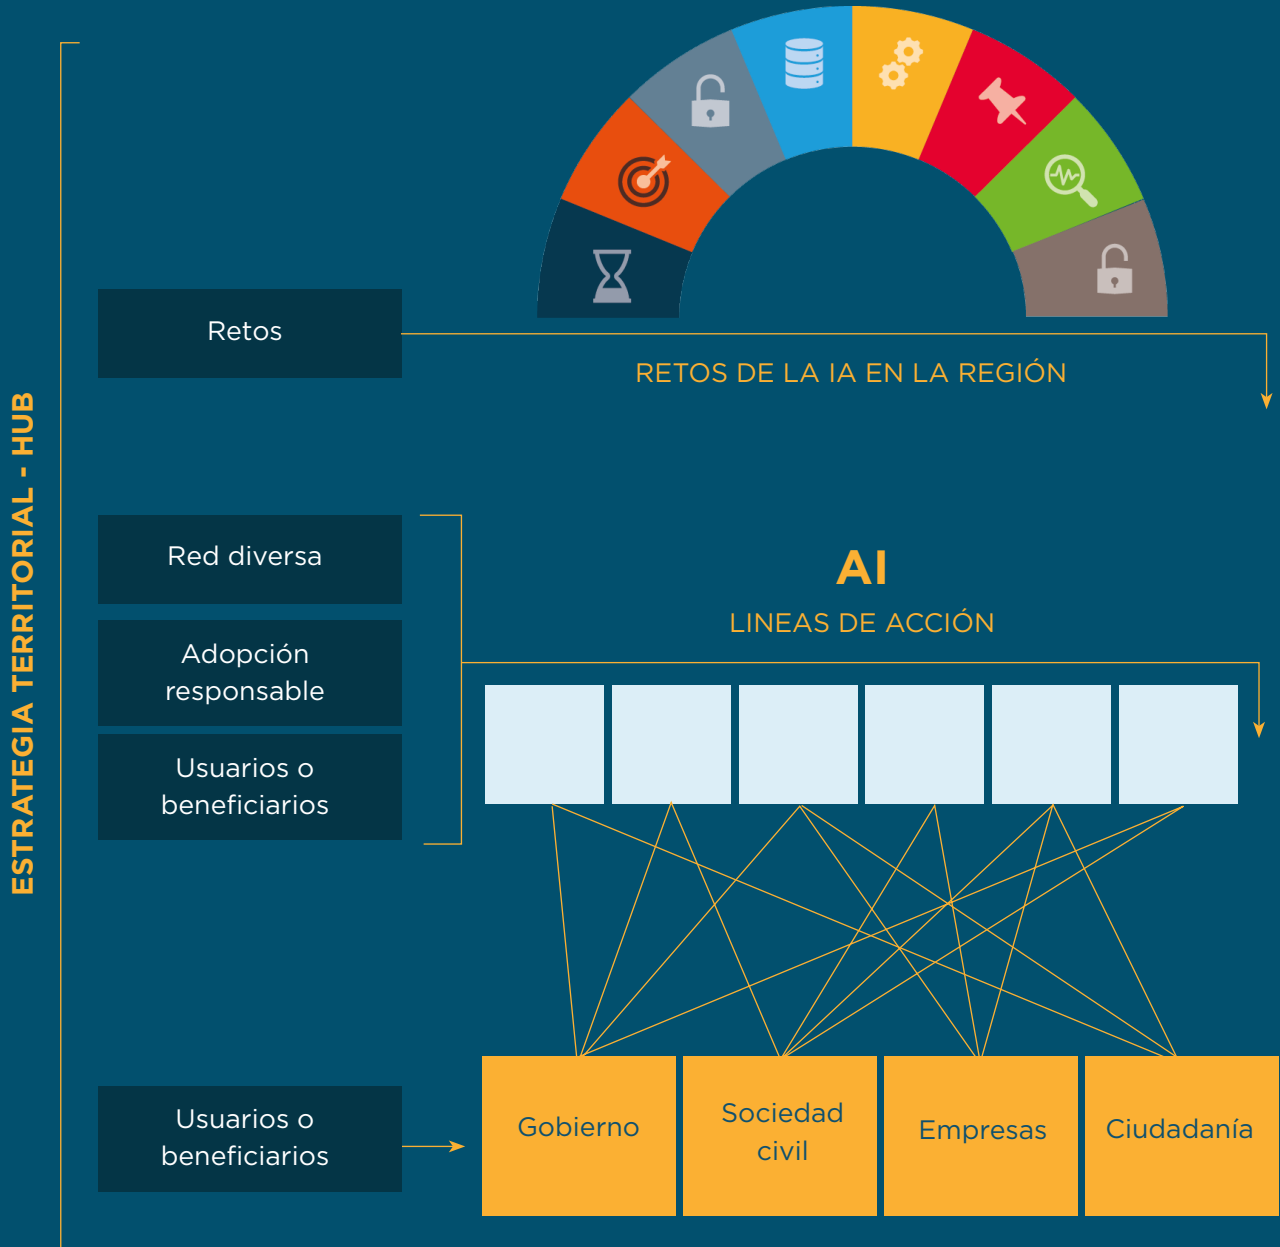 ESTRATEGIA TERRITORIAL - HUB
Retos
RETOS DE LA IA EN LA REGIÓN
Red diversa
Adopción
responsable
Usuarios o
beneficiarios
AI
LINEAS DE ACCIÓN
Usuarios o
beneficiarios
Gobierno
Sociedad
civil
Empresas
Ciudadanía